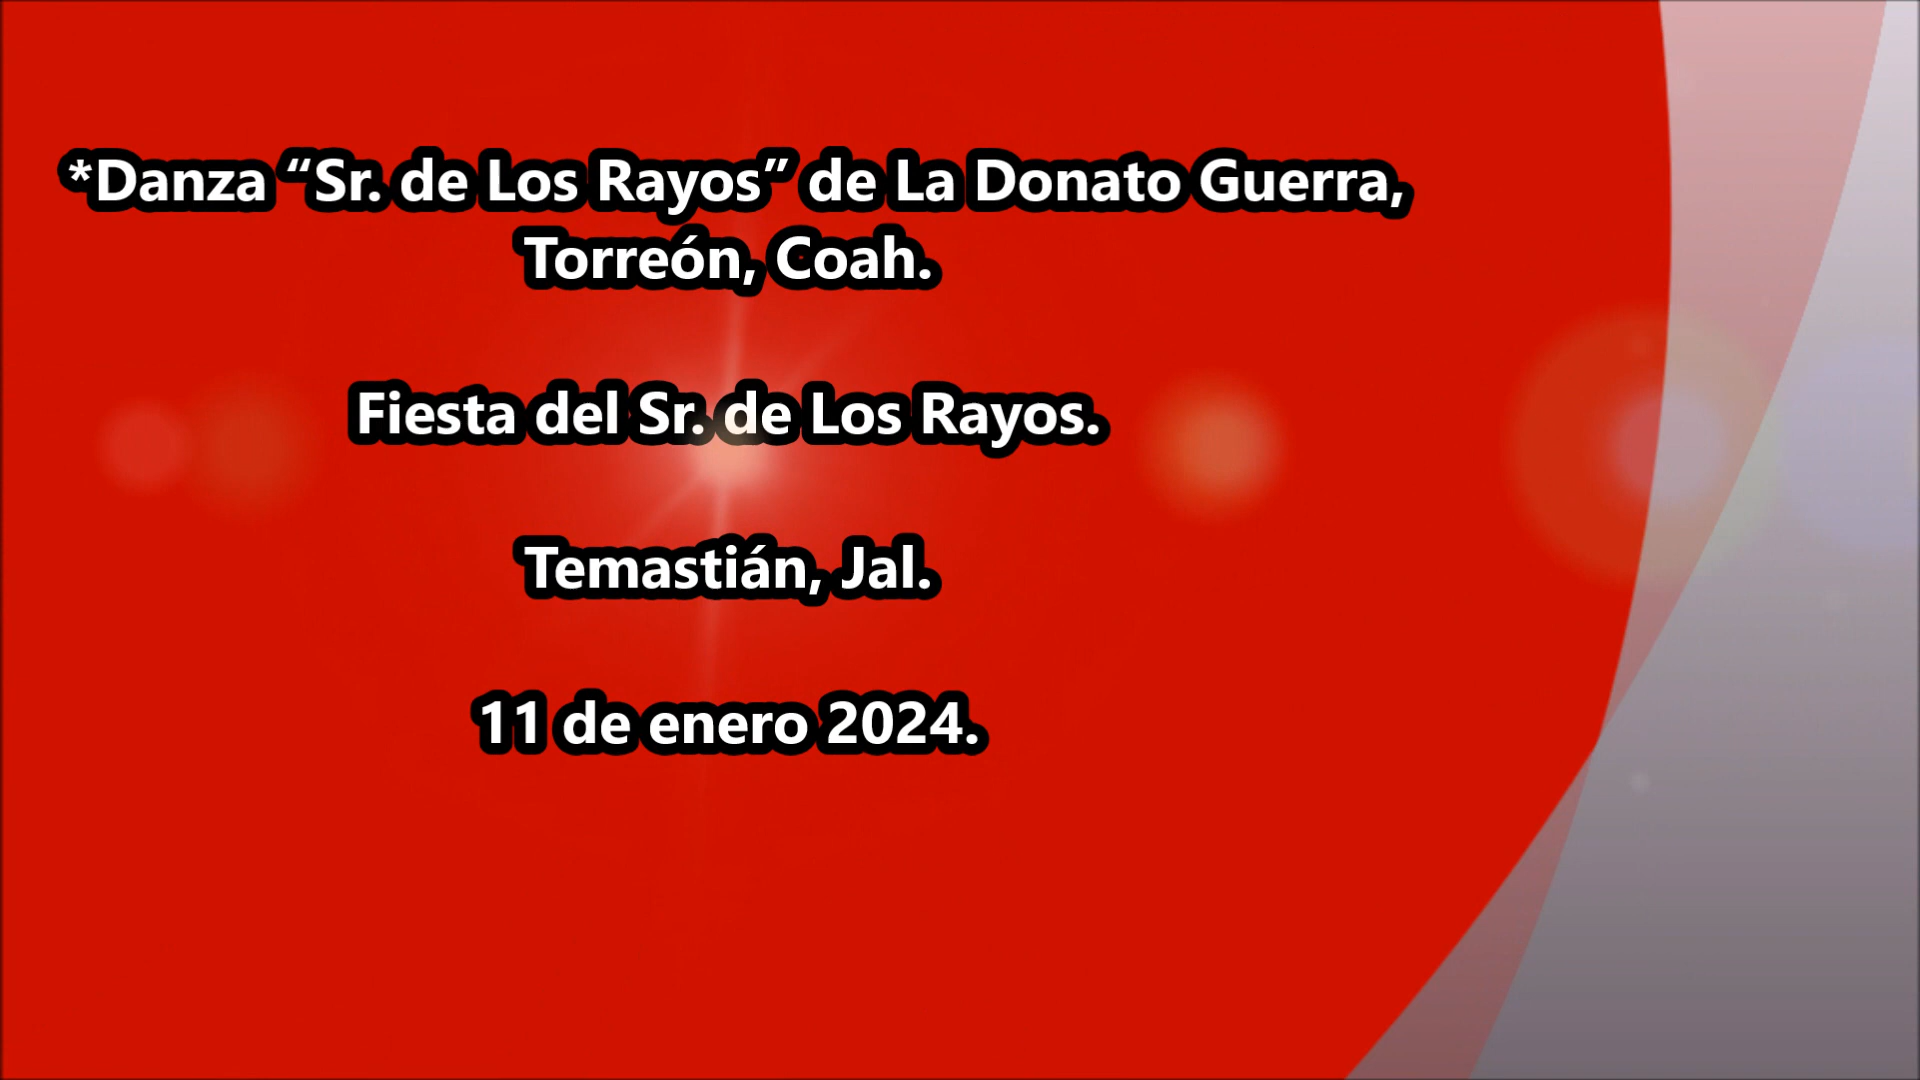 *Danza “Sr. de Los Rayos” de La Donato Guerra,
Torreón, Coah.
Fiesta del Sr. de Los Rayos.
Temastián, Jal.
11 de enero 2024.